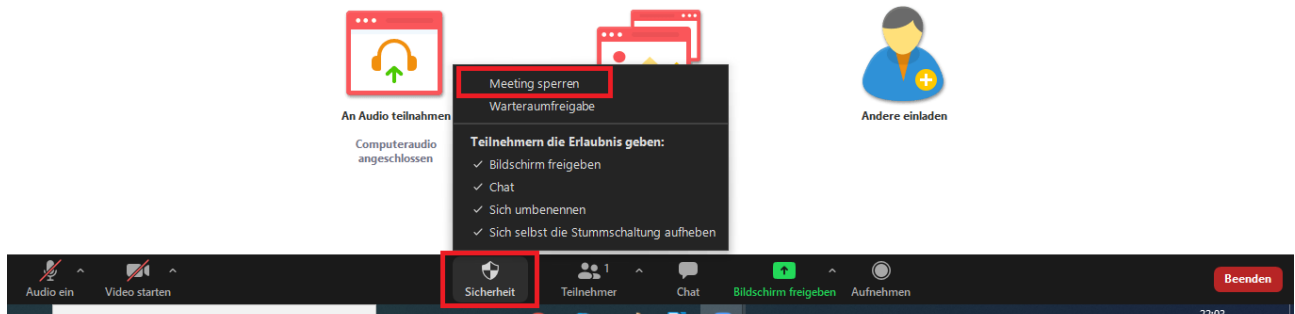 Meeting sperren
Warteraumfreigabe
An Audio teilnahmen
Andere einladen
Computeraudio
angeschlossen
Teilnehmern die Erlaubnis geben:
Bildschirm freigeben
Chat
Sich umbenennen
Sich selbst die Stummschaltung aufheben
1
Audio ein
Video starten
Sicherheit
Teilnehmer
Chat
Bildschirm freigeben
Aufnehmen
Beenden